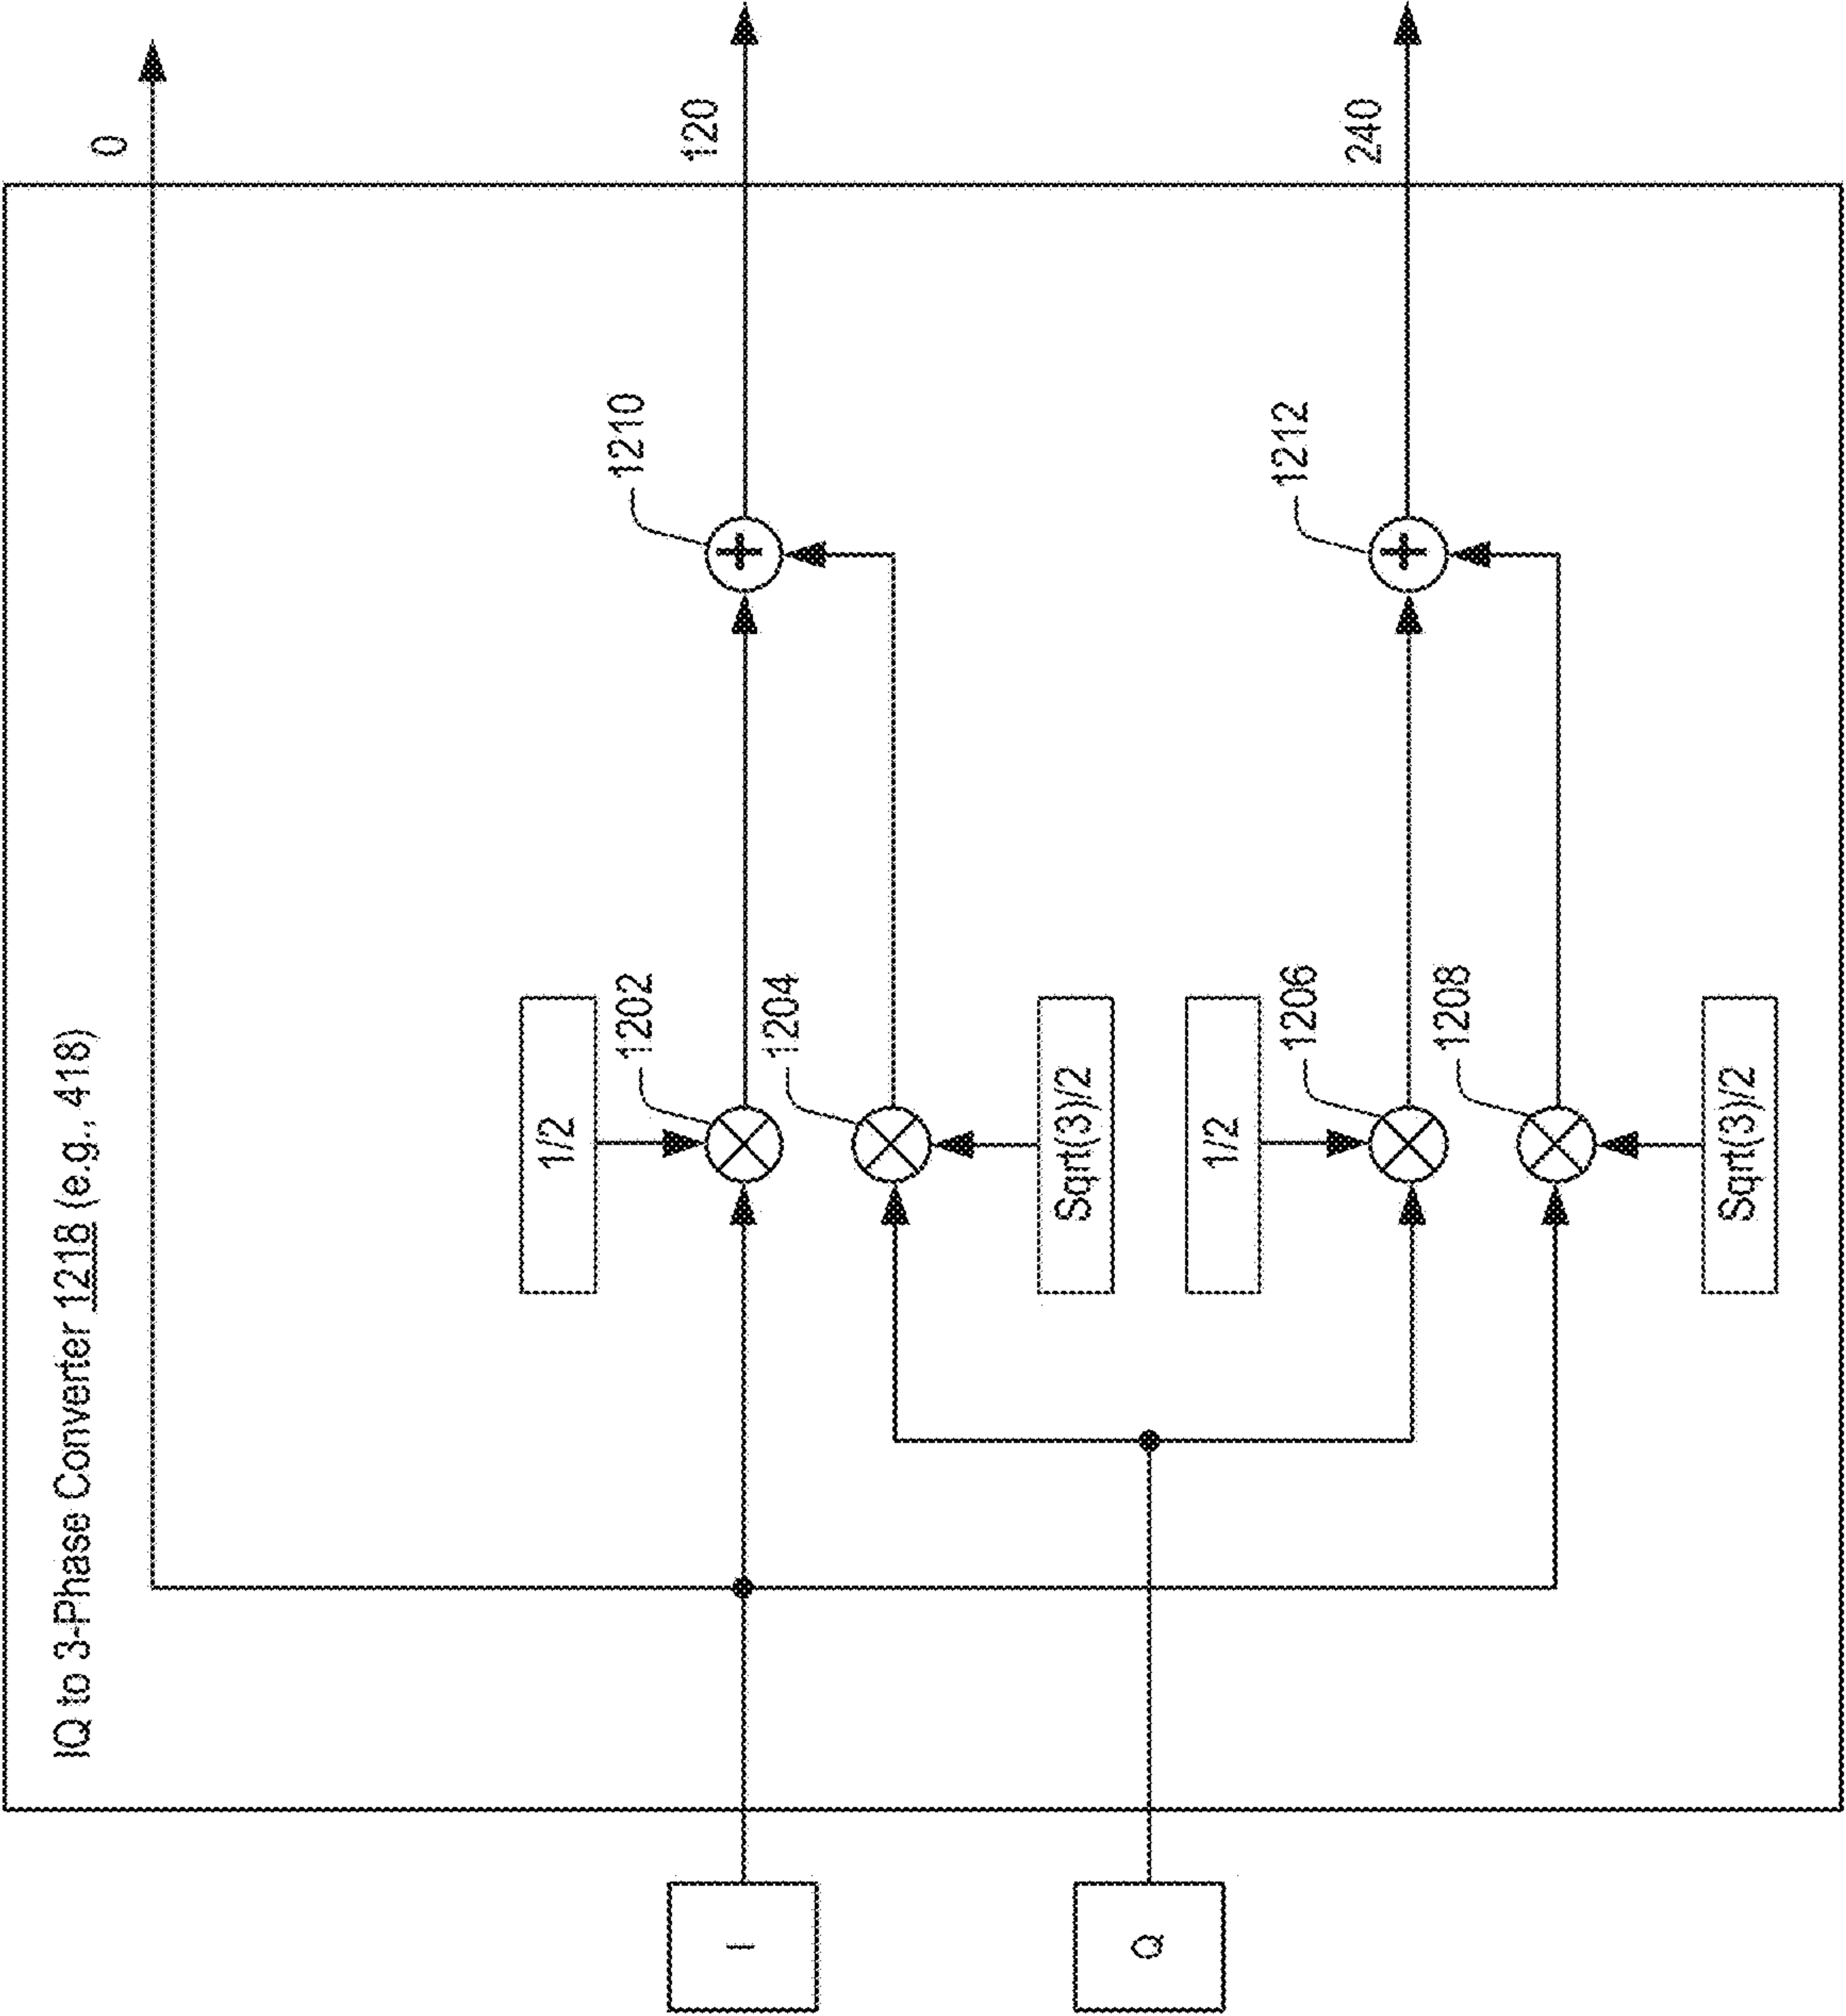 IQ to 3-Phase Converter 1218 (e.g., 418)
0
1/2
1202
1210
120
I
1204
Sqrt(3)/2
Q
1/2
1206
1212
240
1208
Sqrt(3)/2